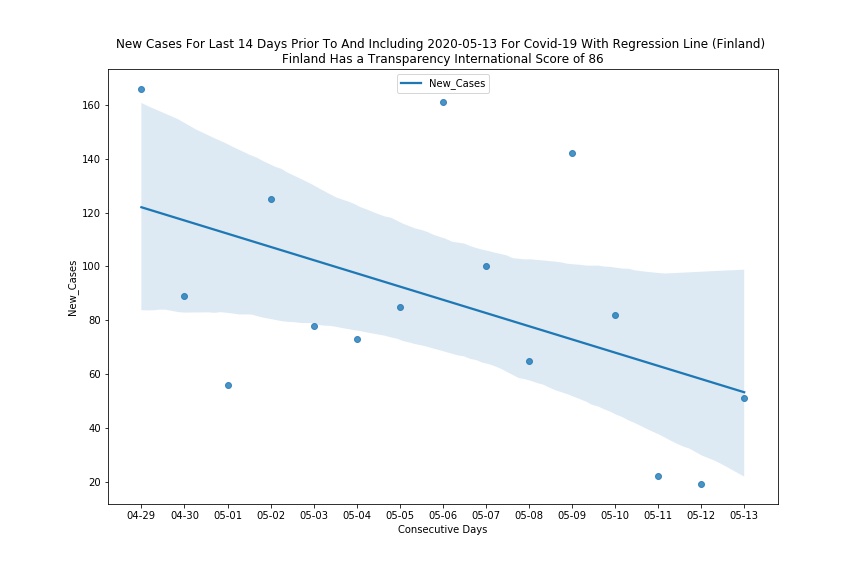 New Cases For Last 14 Days Prior To And Including 2020-05-13 For Covid-19 With Regression Line (Finland)
Finland Has a Transparency International Score of 86
New_Cases
160
140
120
100
80
60
40
20
New_Cases
04-29 04-30 05-01 05-02 05-03 05-04 05-05 05-06 05-07 05-08 05-09 05-10 05-11 05-12 05-13
Consecutive Days